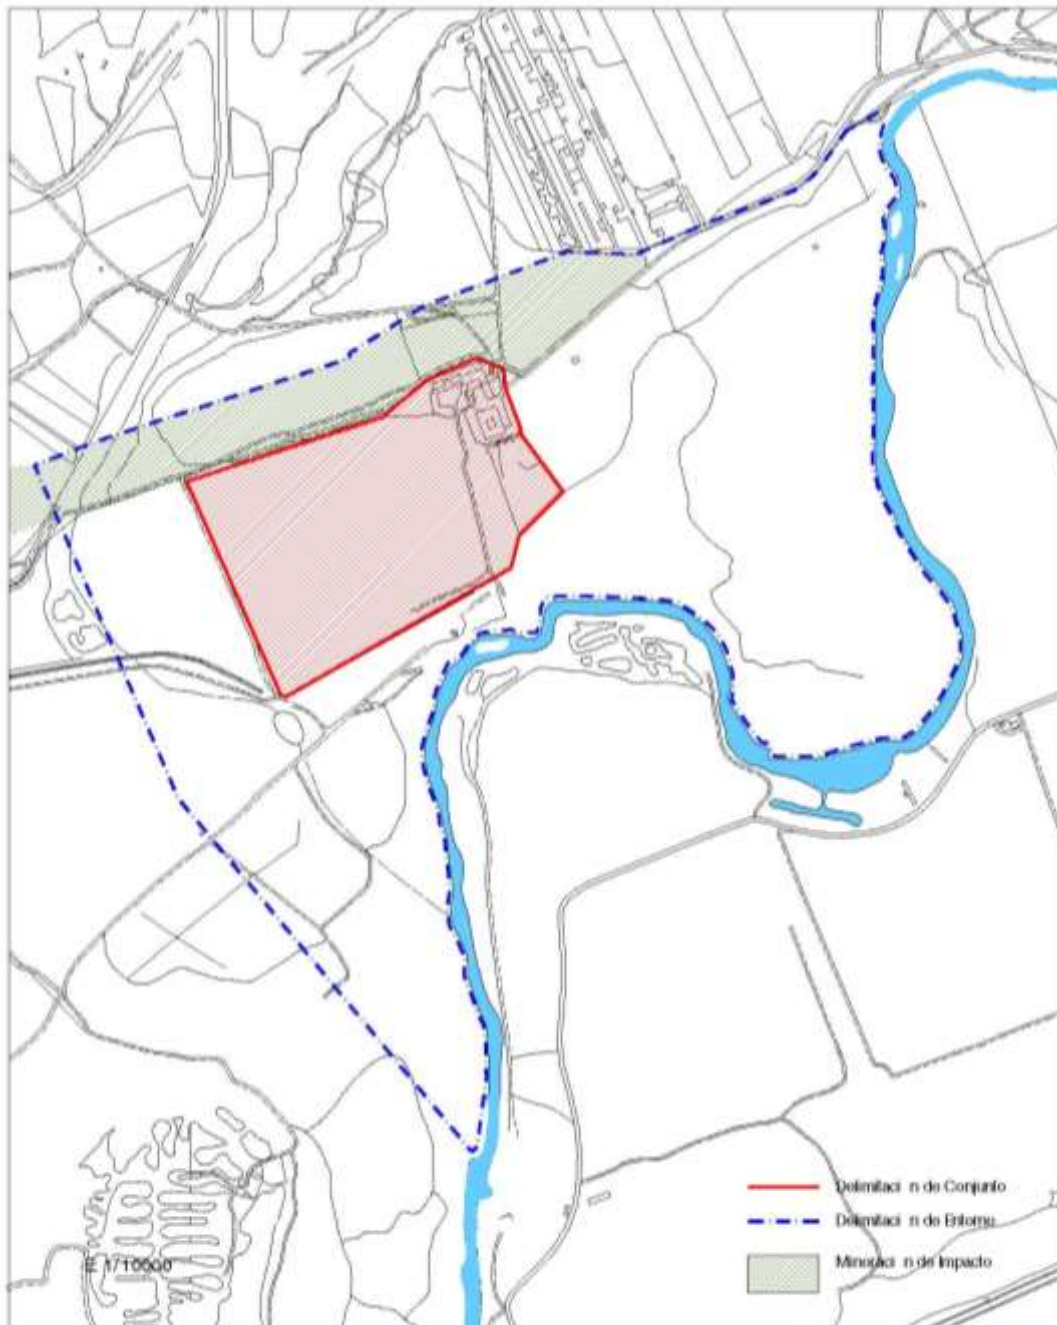 Delimitaci n de Conjunto
Delimitaci n de Entorno
Minoraci n de Impacto
E 1/10000